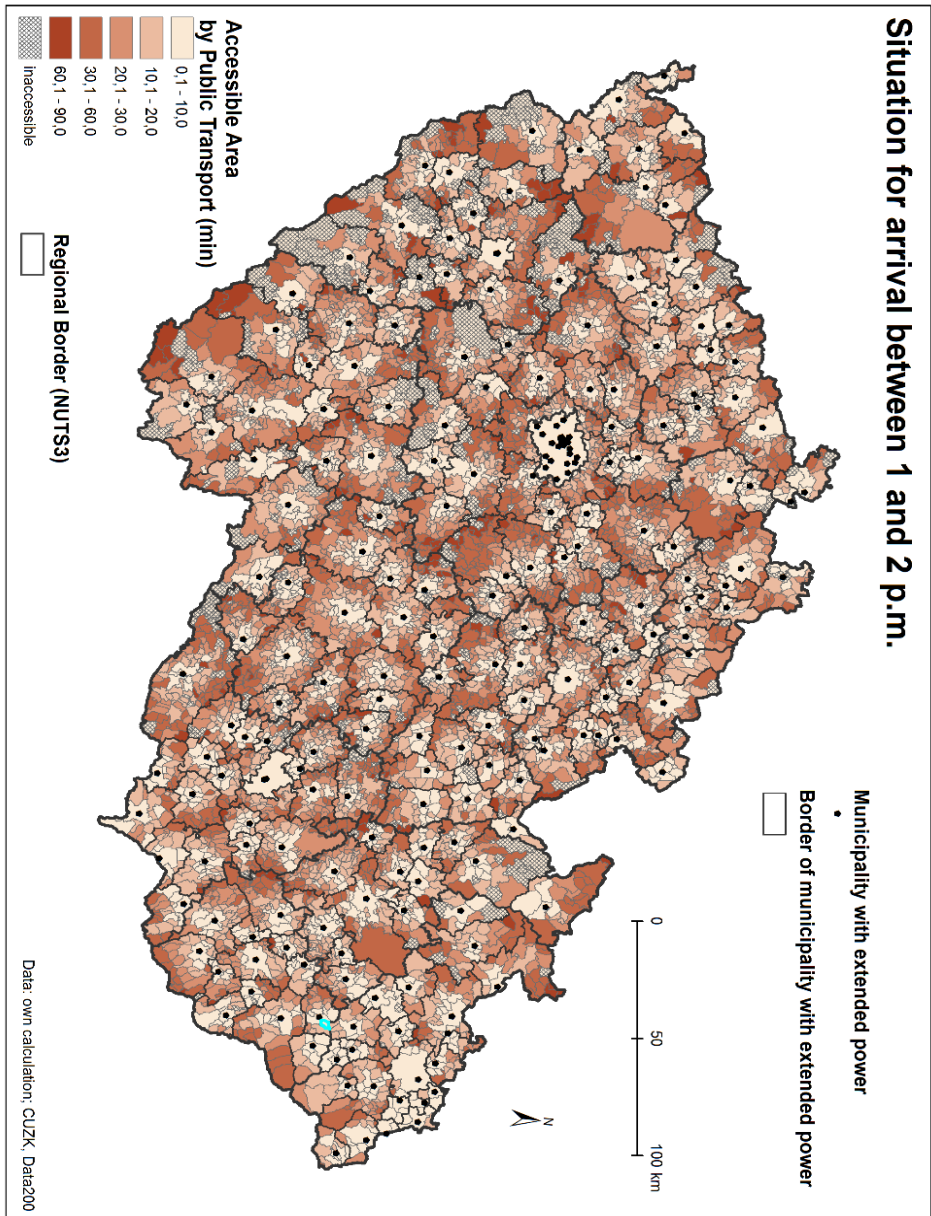 Situation for arrival between 1 and 2 p.m.
Municipality with extended power
Border of municipality with extended power
0
50
100 km
N
Accessible Area
by Public Transport (min)
0,1 - 10,0
10,1 - 20,0
20,1 - 30,0
30,1 - 60,0
60,1 - 90,0
inaccessible
Regional Border (NUTS3)
Data: own calculation; CUZK, Data200